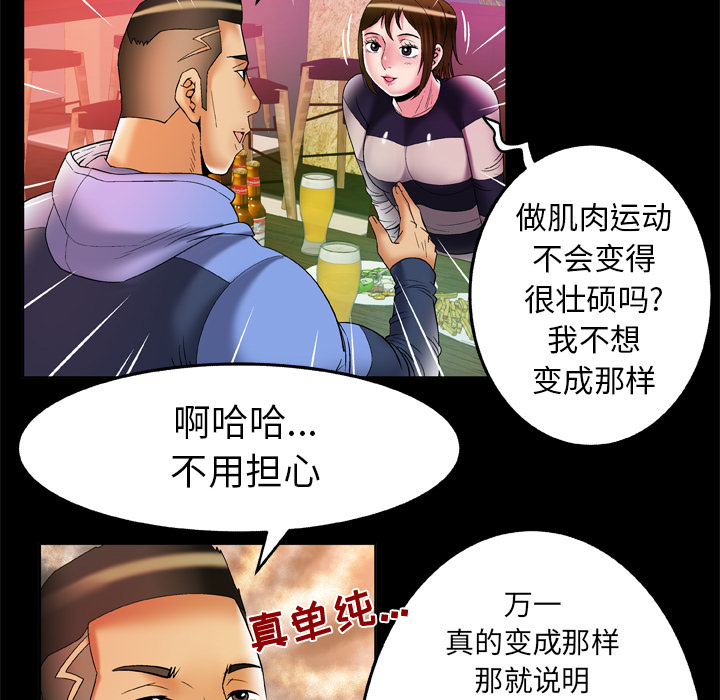 做肌肉运动
不会变得
很壮硕吗?
我不想
变成那样
啊哈哈...
不用担心
真单纯...
万一
真的变成那样
那就说明